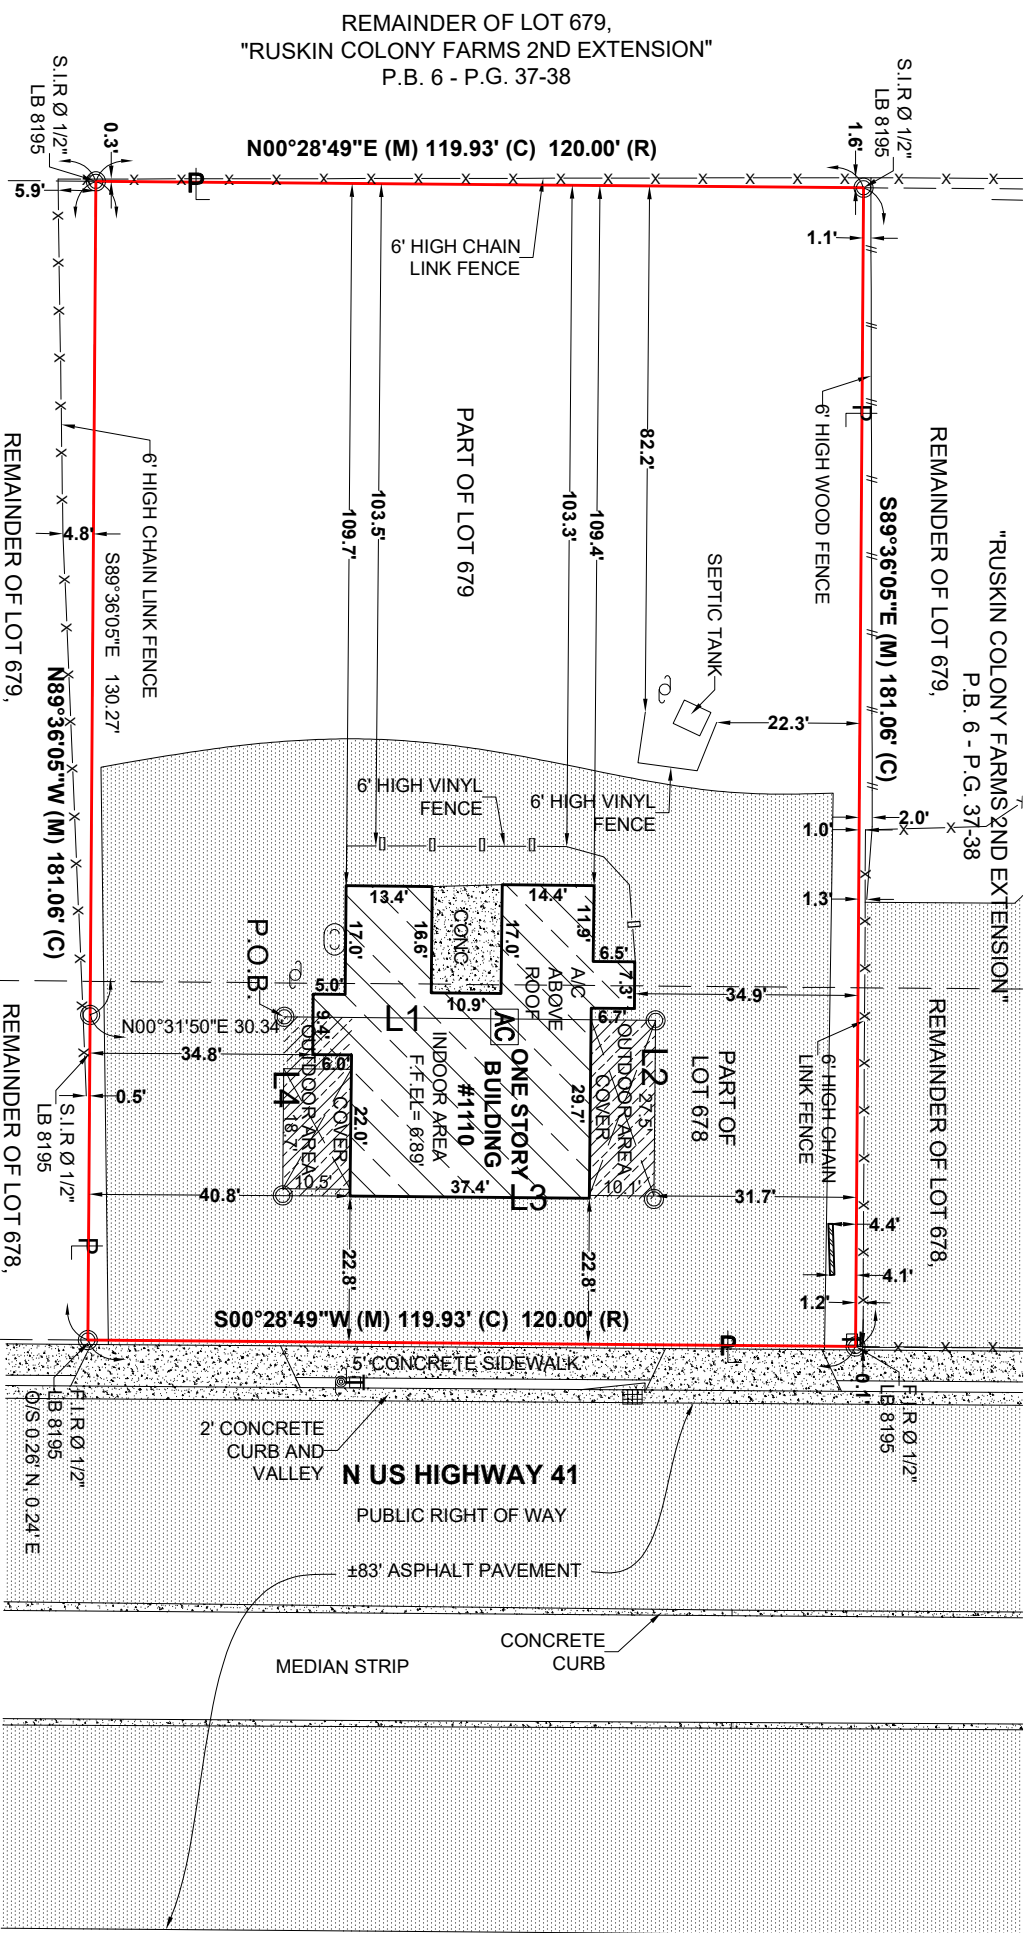 REMAINDER OF LOT 679,
"RUSKIN COLONY FARMS 2ND EXTENSION"
P.B. 6 - P.G. 37-38
S.I.R Ø 1/2"
LB 8195
0.3'
5.9'
N00°28'49"E (M) 119.93' (C) 120.00' (R)
1.6'
S.I.R Ø 1/2"
LB 8195
P
1.1'
6' HIGH CHAIN
LINK FENCE
6' HIGH WOOD FENCE
P
REMAINDER OF LOT 679,
"RUSKIN COLONY FARMS 2ND EXTENSION"
P.B. 6 - P.G. 37-38
S89°36'05"E (M) 181.06' (C)
PART OF LOT 679
82.2'
103.3'
109.4'
103.5'
109.7'
6' HIGH CHAIN LINK FENCE
REMAINDER OF LOT 679,
4.8'
S89°36'05"E 130.27'
N89°36'05"W (M) 181.06' (C)
SEPTIC TANK
22.3'
6' HIGH VINYL
FENCE
6' HIGH VINYL
FENCE
2.0'
1.0'
1.3'
13.4'
14.4'
17.0'
16.6'
CONC
17.0'
11.9'
6.5'
7.3'
6.7'
A/C
ABOVE
ROOF
AC
10.9'
5.0'
9.4'
6.0'
P.O.B.
N00°31'50"E 30.34'
34.8'
34.9'
L1
L2
27.5'
L3
L4
18.7'
ONE STORY
BUILDING
#1110
INDOOR AREA
F.F.EL= 6.89'
OUTDOOR AREA
COVER
OUTDOOR AREA
COVER
29.7'
22.0'
37.4'
10.5'
10.1'
PART OF
LOT 678
6' HIGH CHAIN
LINK FENCE
REMAINDER OF LOT 678,
REMAINDER OF LOT 678,
0.5'
S.I.R Ø 1/2"
LB 8195
40.8'
31.7'
4.4'
4.1'
1.2'
22.8'
22.8'
P
S00°28'49"W (M) 119.93' (C) 120.00' (R)
P
0.1'
F.I.R Ø 1/2"
LB 8195
5' CONCRETE SIDEWALK
F.I.R Ø 1/2"
LB 8195
O/S 0.26' N, 0.24' E
2' CONCRETE
CURB AND
VALLEY
N US HIGHWAY 41
PUBLIC RIGHT OF WAY
±83' ASPHALT PAVEMENT
CONCRETE
CURB
MEDIAN STRIP